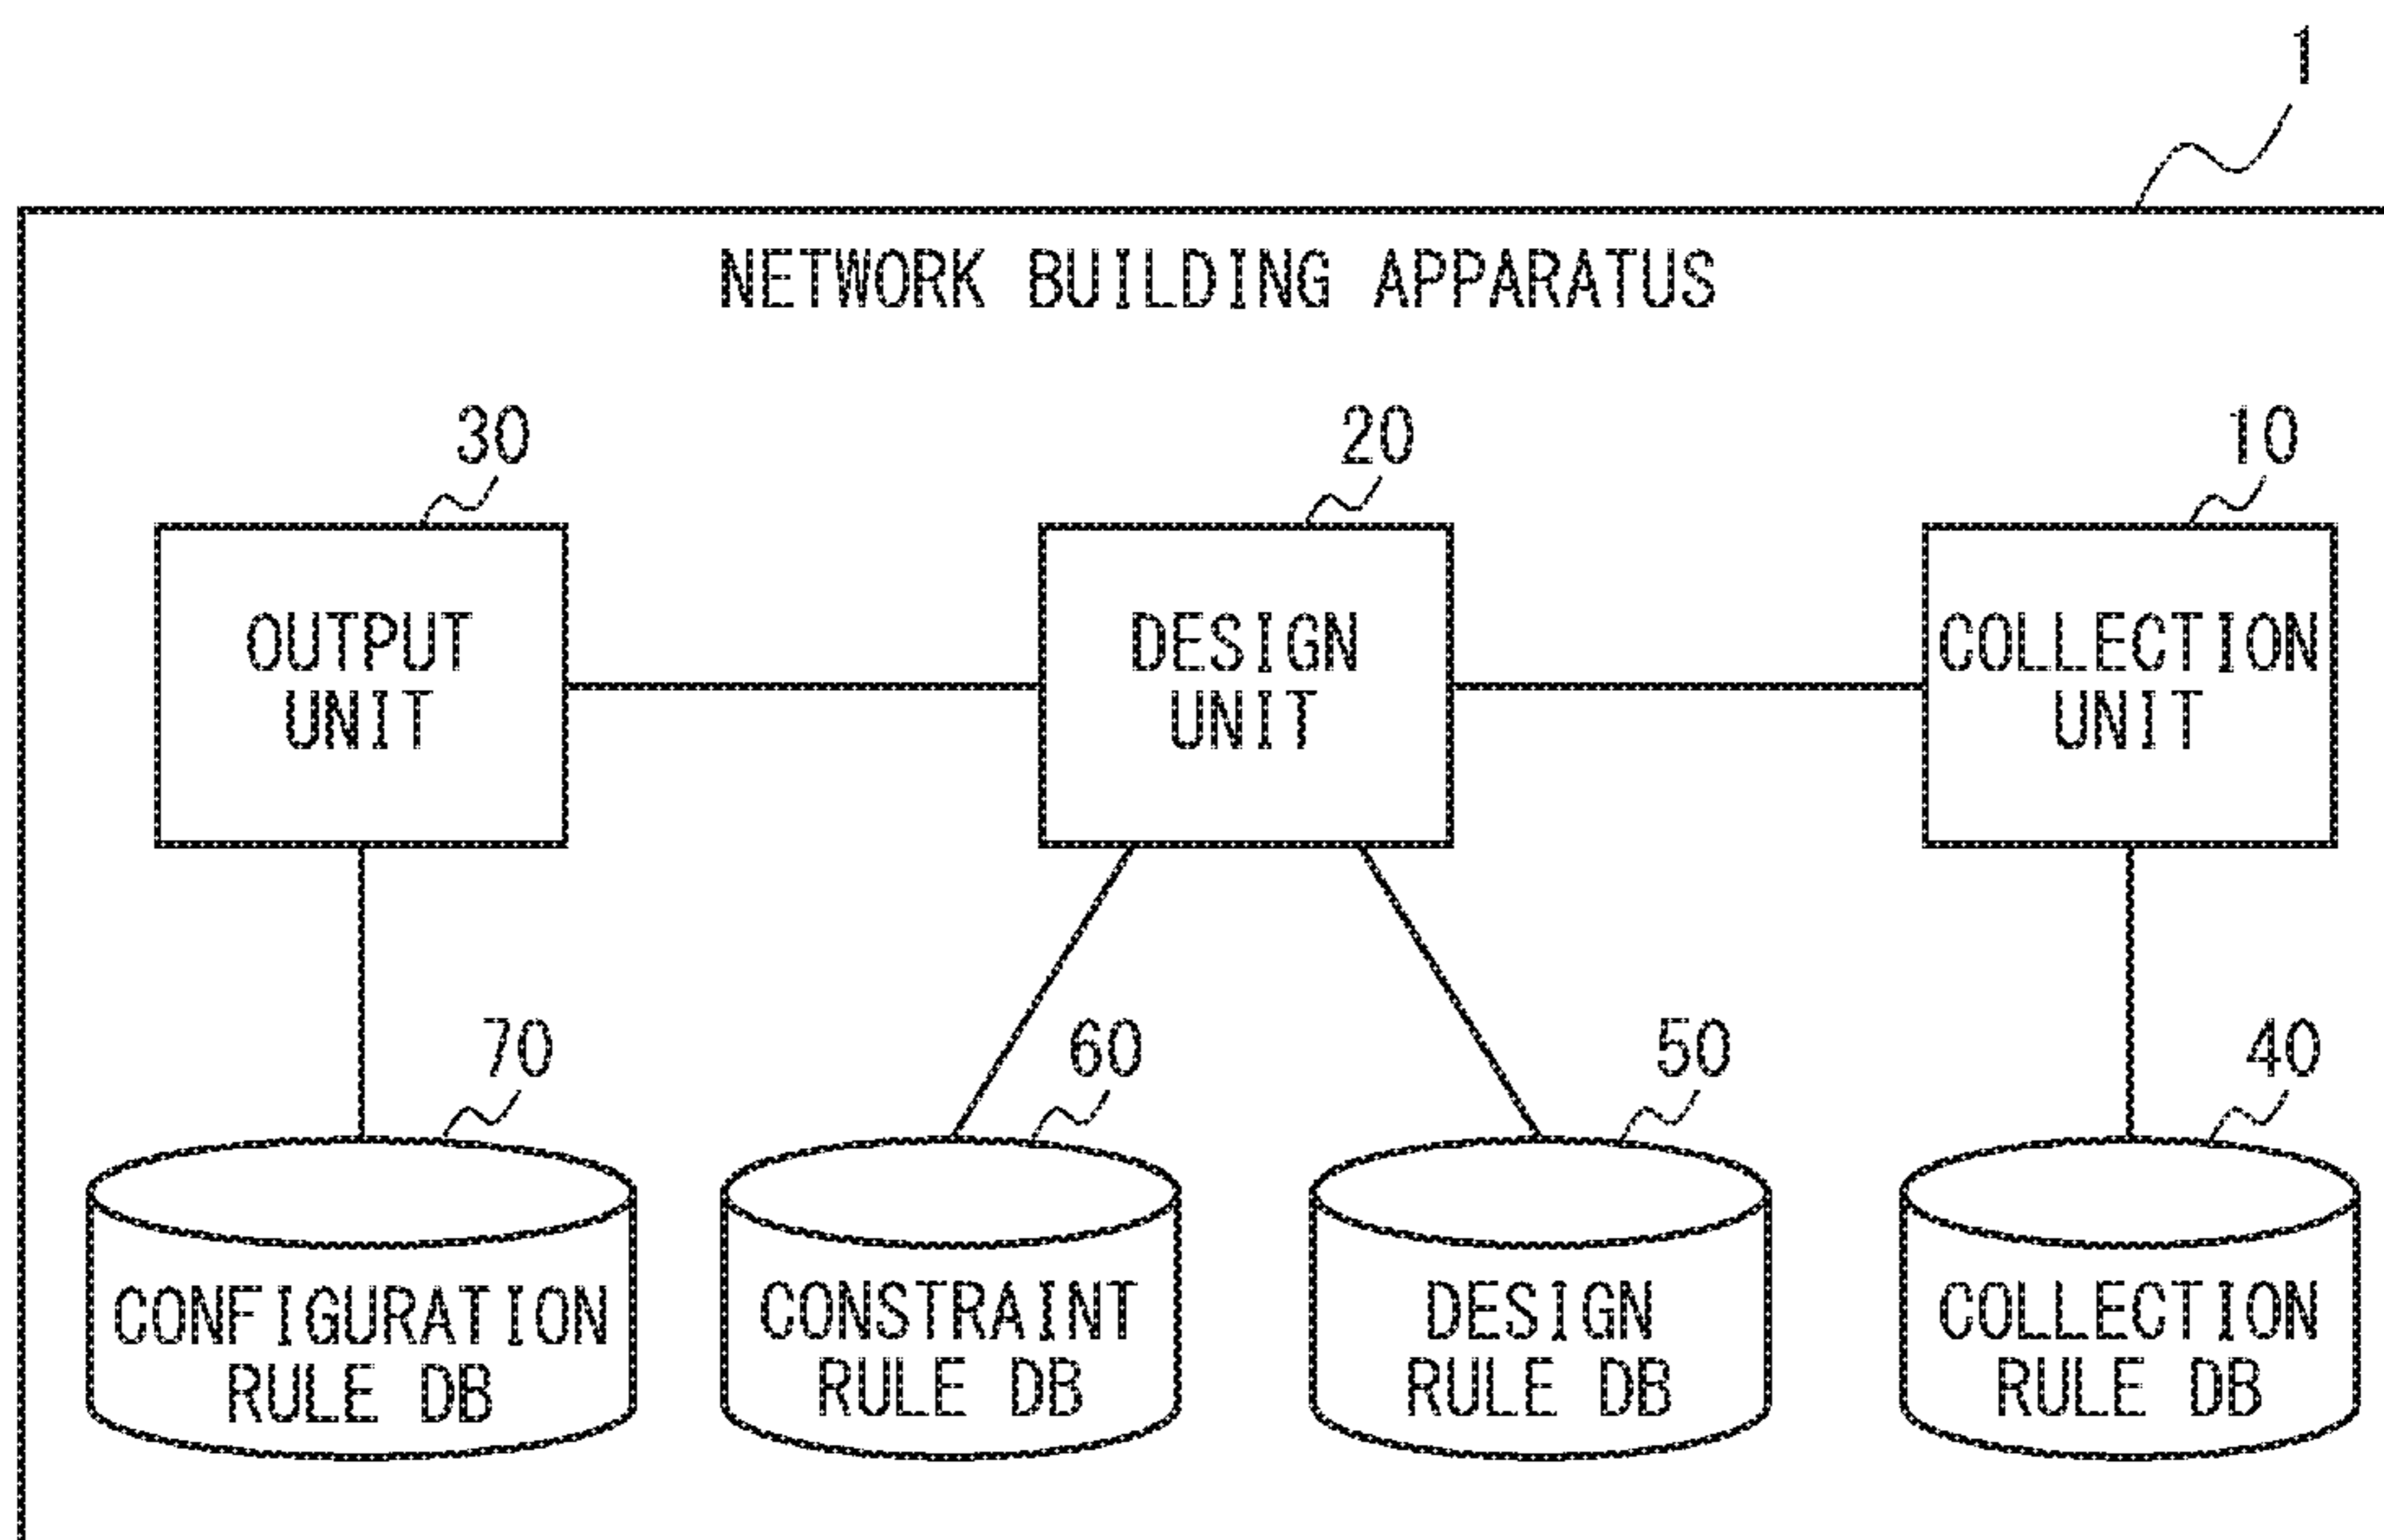 1
NETWORK BUILDING APPARATUS
30
20
10
OUTPUT
UNIT
DESIGN
UNIT
COLLECTION
UNIT
70
60
50
40
CONFIGURATION
RULE DB
CONSTRAINT
RULE DB
DESIGN
RULE DB
COLLECTION
RULE DB